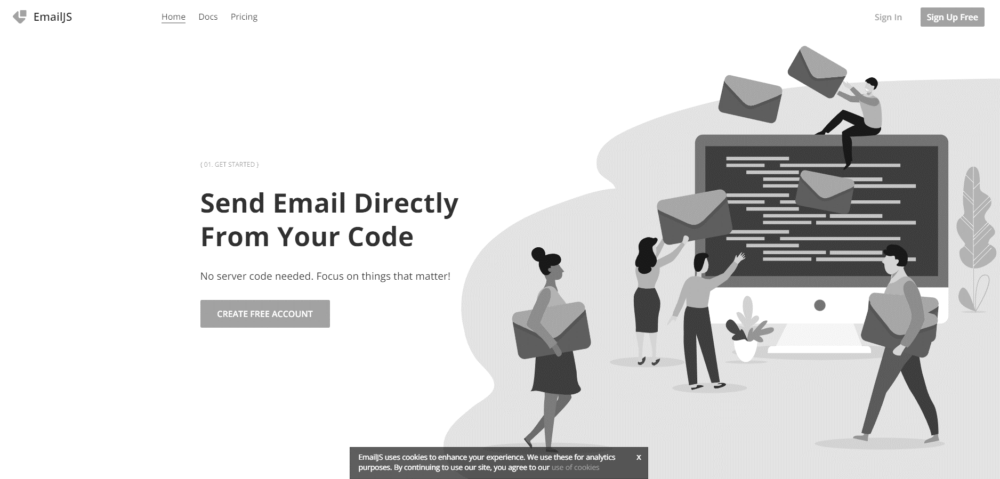 EmailJS
Home
Docs
Pricing
Sign In
Sign Up Free
{ 01. GET STARTED }
Send Email Directly
From Your Code
No server code needed. Focus on things that matter!
CREATE FREE ACCOUNT
EmailJS uses cookies to enhance your experience. We use these for analytics
purposes. By continuing to use our site, you agree to our use of cookies
X